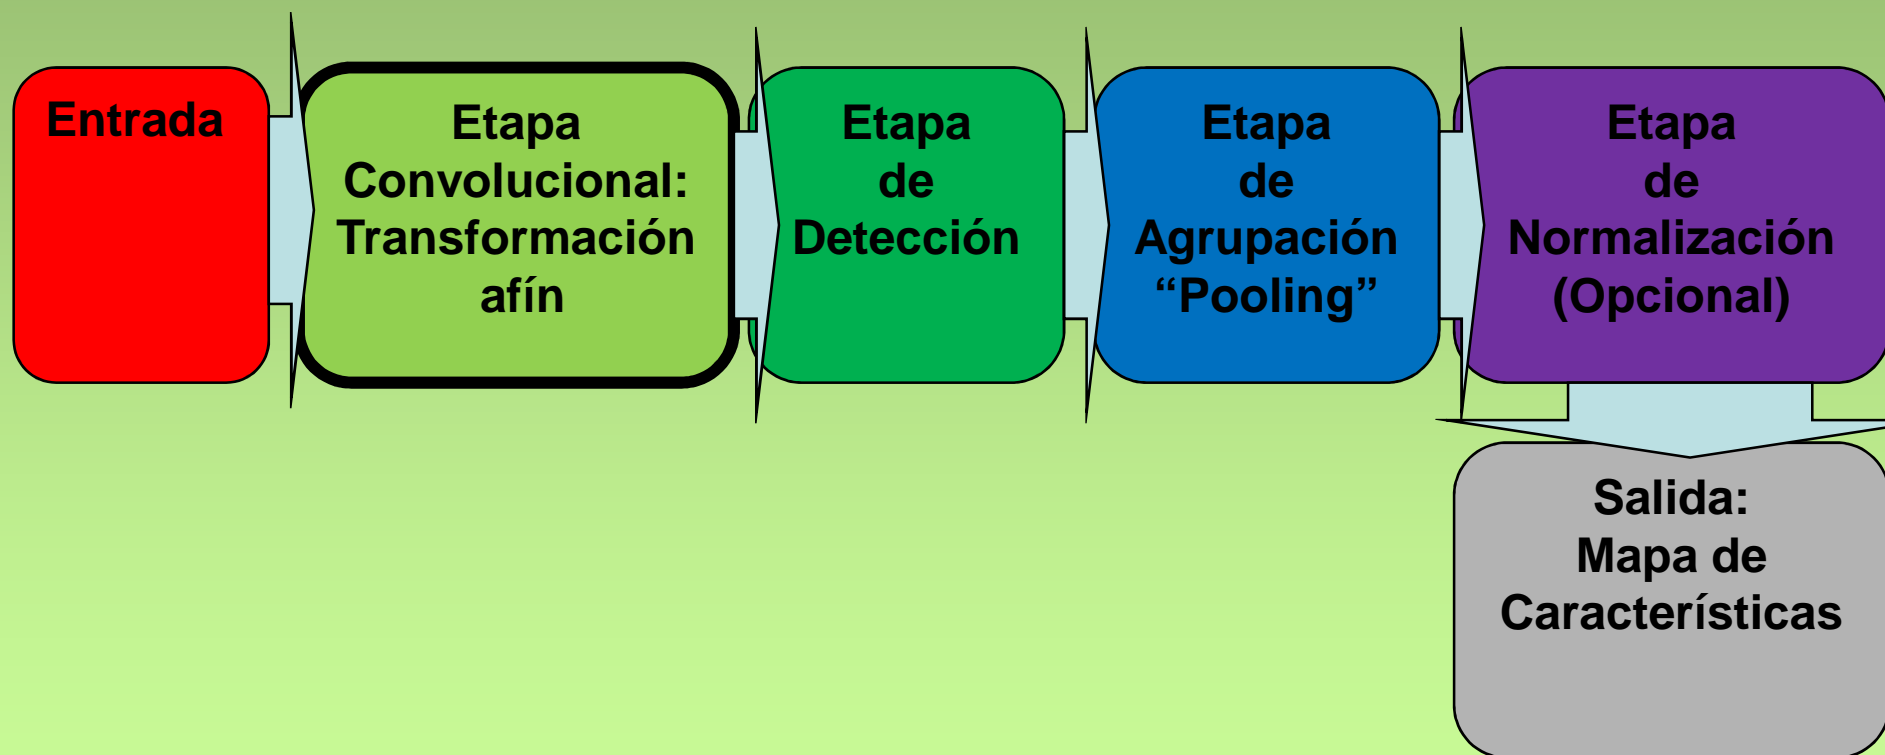 Entrada
Etapa
Convolucional:
Transformación
afín
Etapa
de
Detección
Etapa
de
Agrupación
“Pooling”
Etapa
de
Normalización
(Opcional)
Salida:
Mapa de
Características